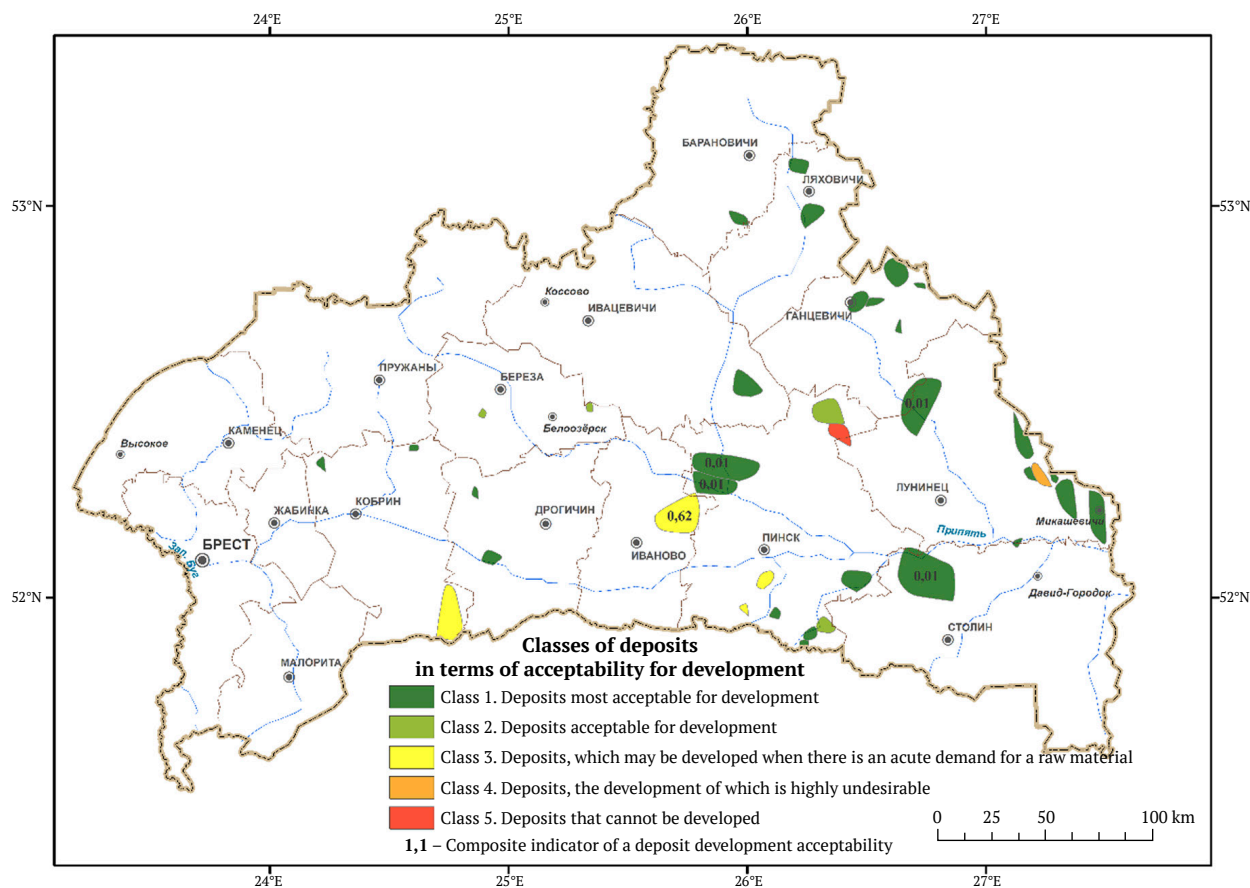 24°E 25°E 26°E 27°E
БАРАНОВИЧИ
ЛЯХОВИЧИ
53°N 53°N
Коссово
ИВАЦЕВИЧИ
ГАНЦЕВИЧИ
ПРУЖАНЫ
БЕРЕЗА
0,01
Белоозёрск
КАМЕНЕЦ
Высокое
0,01
0,01
ЛУНИНЕЦ
КОБРИН
ЖАБИНКА
ДРОГИЧИН
0,62
Микашевичи
Припять
ПИНСК
БРЕСТ
Зап. Буг
ИВАНОВО
0,01
Давид-Городок
52°N 52°N
СТОЛИН
МАЛОРИТА
Classes of deposits
in terms of acceptability for development
Class 1. Deposits most acceptable for development
Class 2. Deposits acceptable for development
Class 3. Deposits, which may be developed when there is an acute demand for a raw material
Class 4. Deposits, the development of which is highly undesirable
Class 5. Deposits that cannot be developed
1,1 – Composite indicator of a deposit development acceptability
0 25 50 100 km
24°E 25°E 26°E 27°E